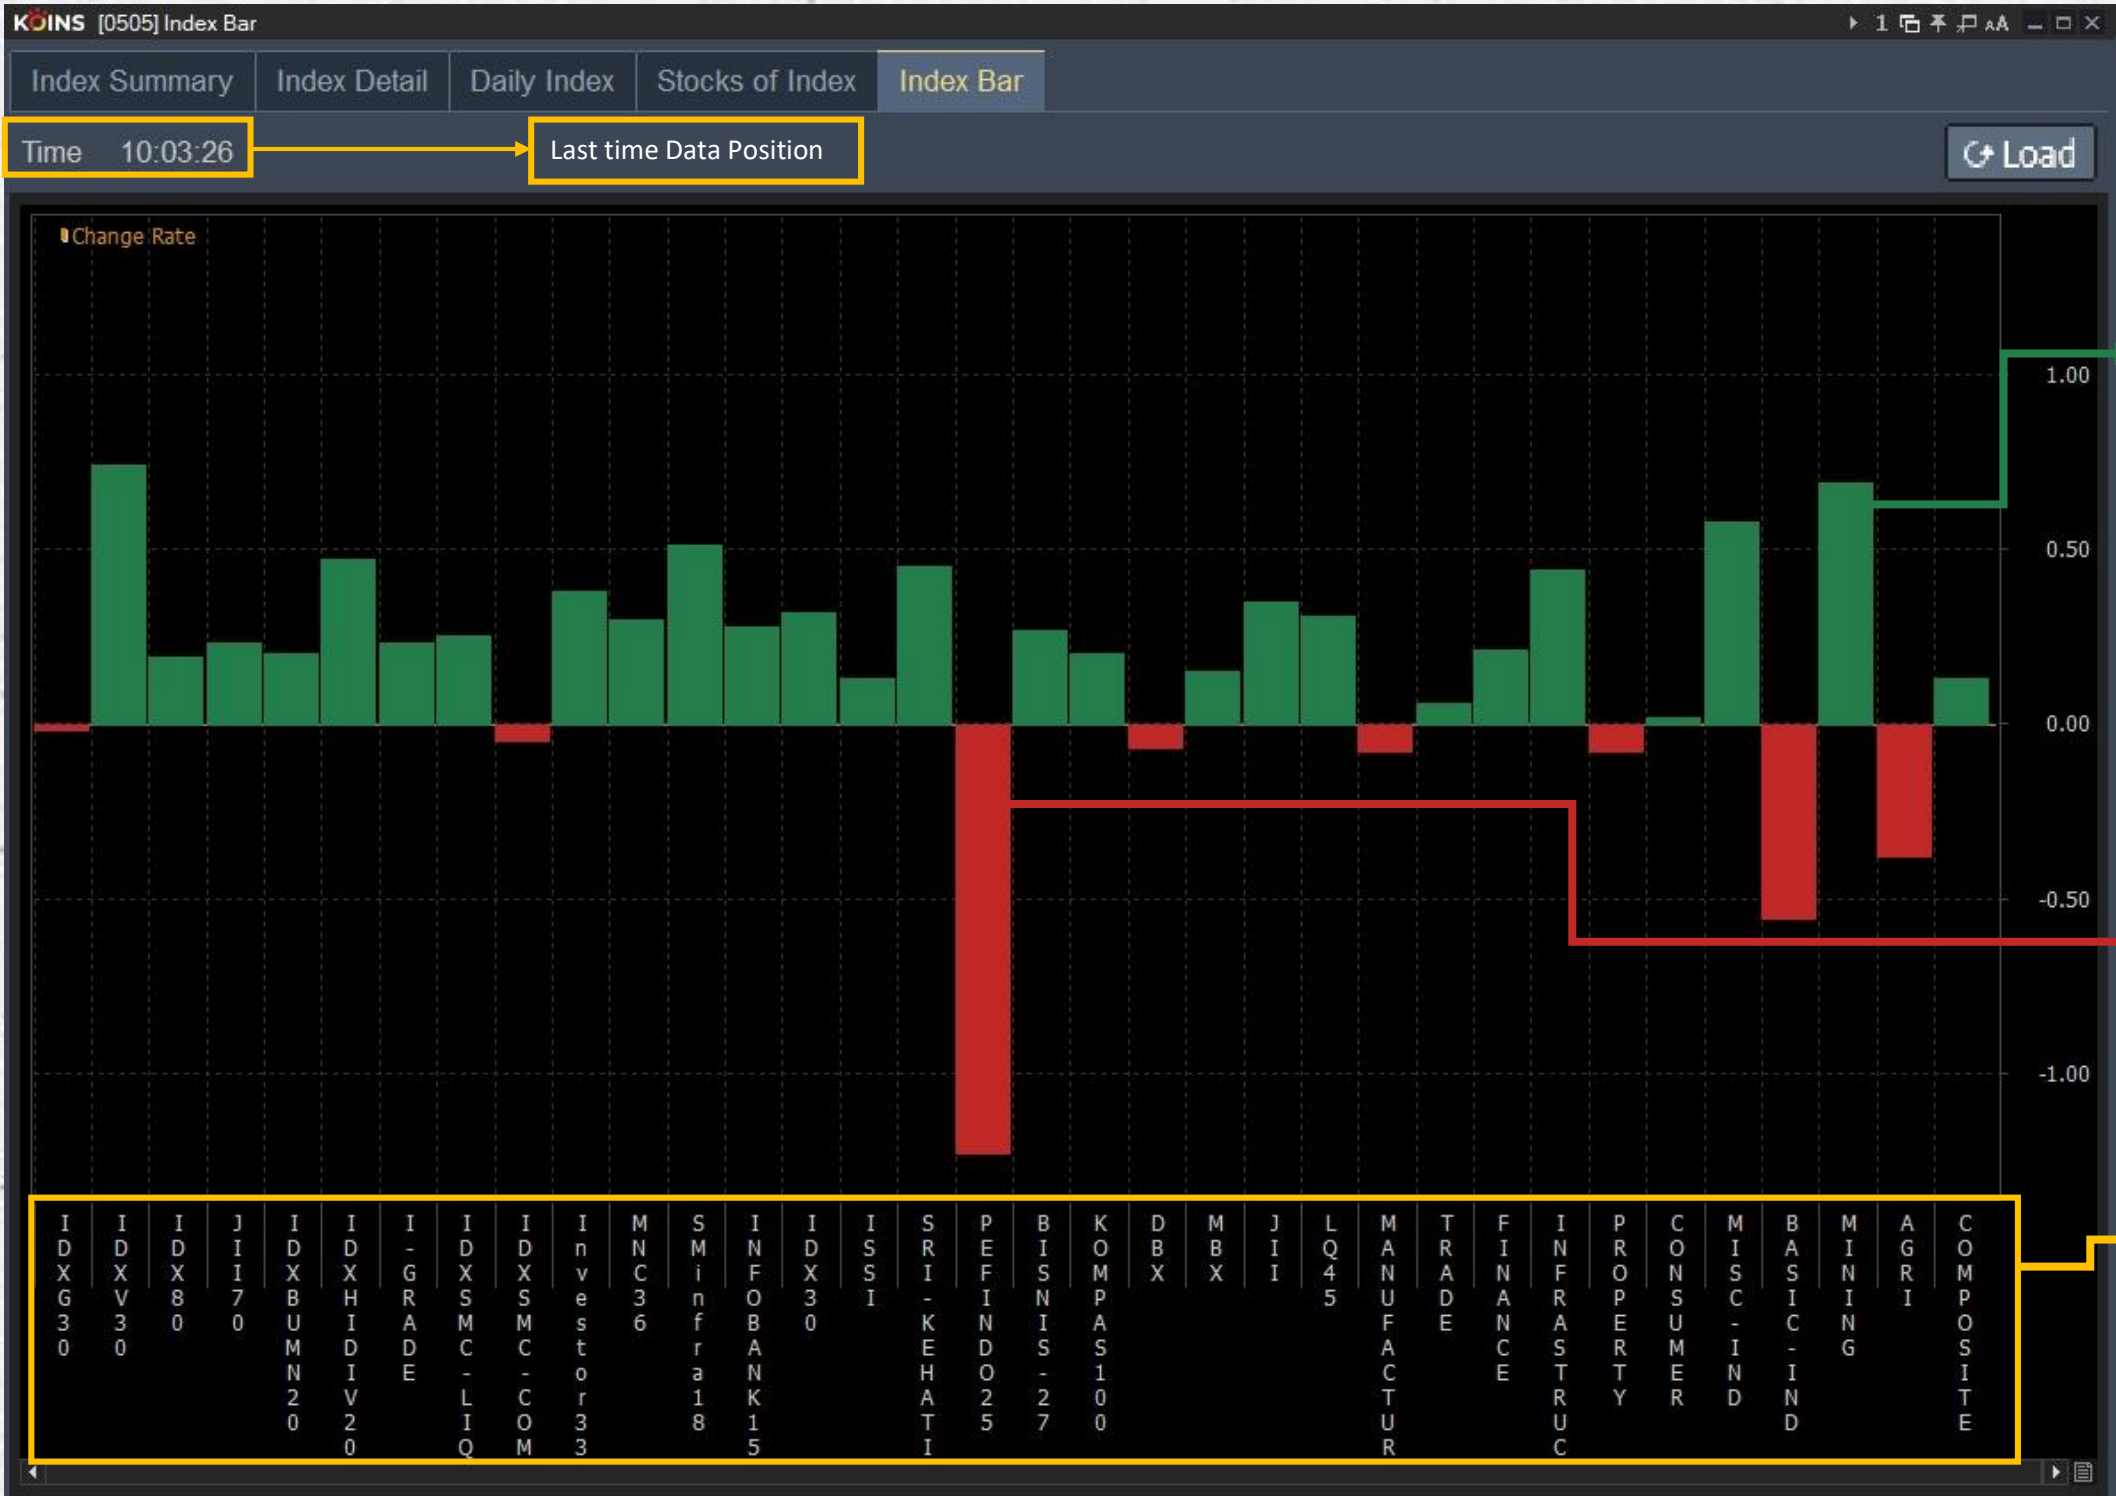 KOINS [0505] Index Bar
1 AA
Index Summary Index Detail Daily Index Stocks of Index Index Bar
Time 10:03:26
Last time Data Position
Load
Change Rate
1.00
0.50
0.00
-0.50
-1.00
IDXG30
IDXV30
IDX80
JII70
IDXBUMN20
IDXHIDIV20
I-GRADE
IDXSMC-LIQ
IDXSMC-COM
Investor33
MNC36
SMinfra18
INFOBANK15
IDX30
ISSI
SRI-KEHATI
PEFINDO25
BISNIS-27
KOMPAS100
DBX
MBX
JII
LQ45
MANUFACTUR
TRADE
FINANCE
INFRASTRUC
PROPERTY
CONSUMER
MISC-IND
BASIC-IND
MINING
AGRI
COMPOSITE